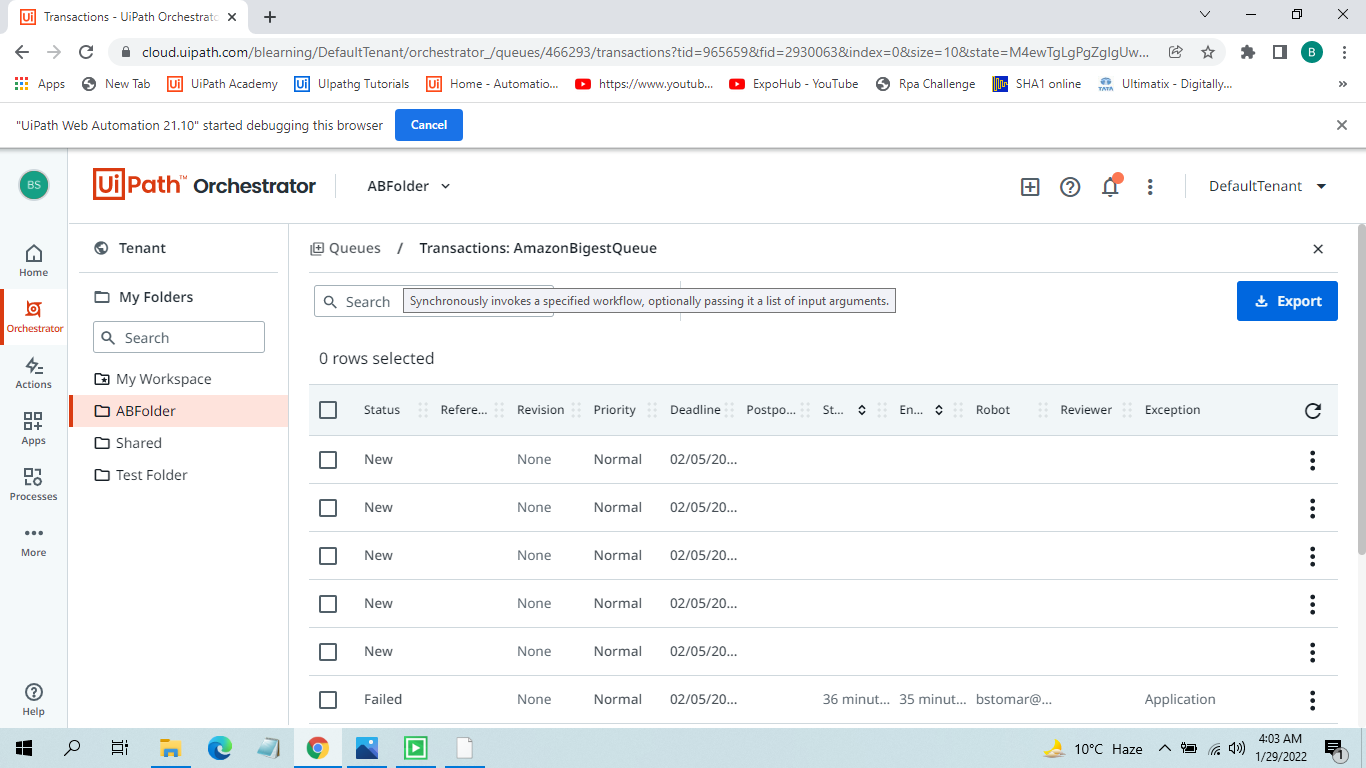 Transactions - UiPath Orchestrato
cloud.uipath.com/blearning/DefaultTenant/orchestrator_/queues/466293/transactions?tid=965659&fid=2930063&index=0&size=10&state=M4ewTgLgPgZglgUw...
B
Apps New Tab UiPath Academy UIpathg Tutorials Home - Automatio... https://www.youtub... ExpoHub - YouTube Rpa Challenge SHA1 online Ultimatix - Digitally... »
"UiPath Web Automation 21.10" started debugging this browser Cancel
BS UiPath™ Orchestrator ABFolder DefaultTenant
Home
Orchestrator
Actions
Apps
Processes
More
Help
Tenant
My Folders
Search
My Workspace
ABFolder
Shared
Test Folder
Queues / Transactions: AmazonBigestQueue
Search Synchronously invokes a specified workflow, optionally passing it a list of input arguments. Export
0 rows selected
Status Refere... Revision Priority Deadline Postpo... St... En... Robot Reviewer Exception
New None Normal 02/05/20...
New None Normal 02/05/20...
New None Normal 02/05/20...
New None Normal 02/05/20...
New None Normal 02/05/20...
Failed None Normal 02/05/20... 36 minut... 35 minut... bstomar@... Application
10°C Haze 4:03 AM
1/29/2022
1